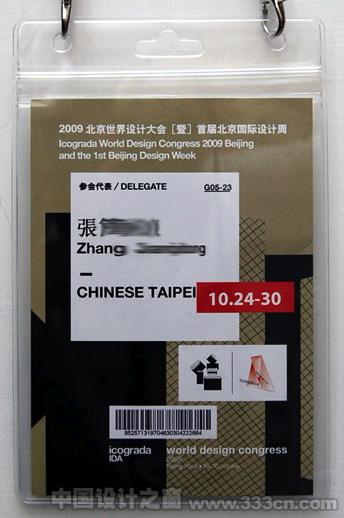 2009 北京世界设计大会［暨］首届北京国际设计周
Icograda World Design Congress 2009 Beijing
and the 1st Beijing Design Week
参会代表 / DELEGATE
G05-23
張
Zhang
CHINESE TAIPEI
10.24-30
8525713197046303042226​64
icograda
IDA
world design congress
中国设计之窗 www.333cn.com